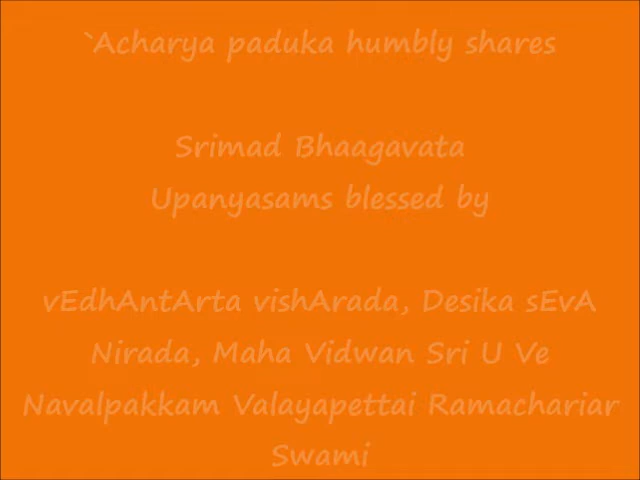 `Acharya paduka humbly shares
Srimad Bhaagavata
Upanyasams blessed by
vEdhAntArta vishArada, Desika sEvA
Nirada, Maha Vidwan Sri U Ve
Navalpakkam Valayapettai Ramachariar
Swami